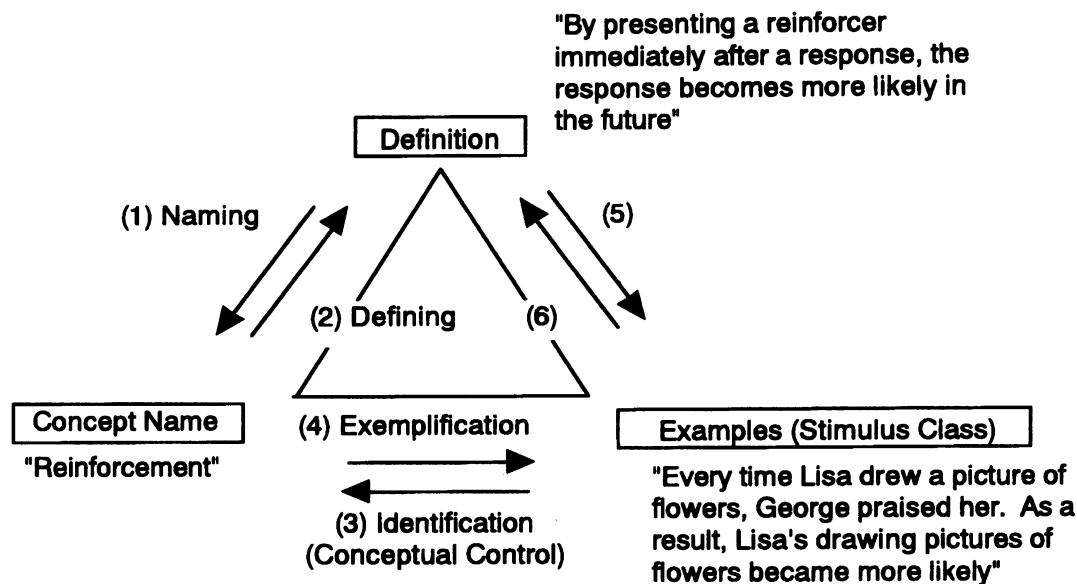 "By presenting a reinforcer
immediately after a response, the
response becomes more likely in
the future"
Definition
(1) Naming
(5)
(2) Defining
(6)
Concept Name
"Reinforcement"
(4) Exemplification
(3) Identification
(Conceptual Control)
Examples (Stimulus Class)
"Every time Lisa drew a picture of
flowers, George praised her. As a
result, Lisa's drawing pictures of
flowers became more likely"